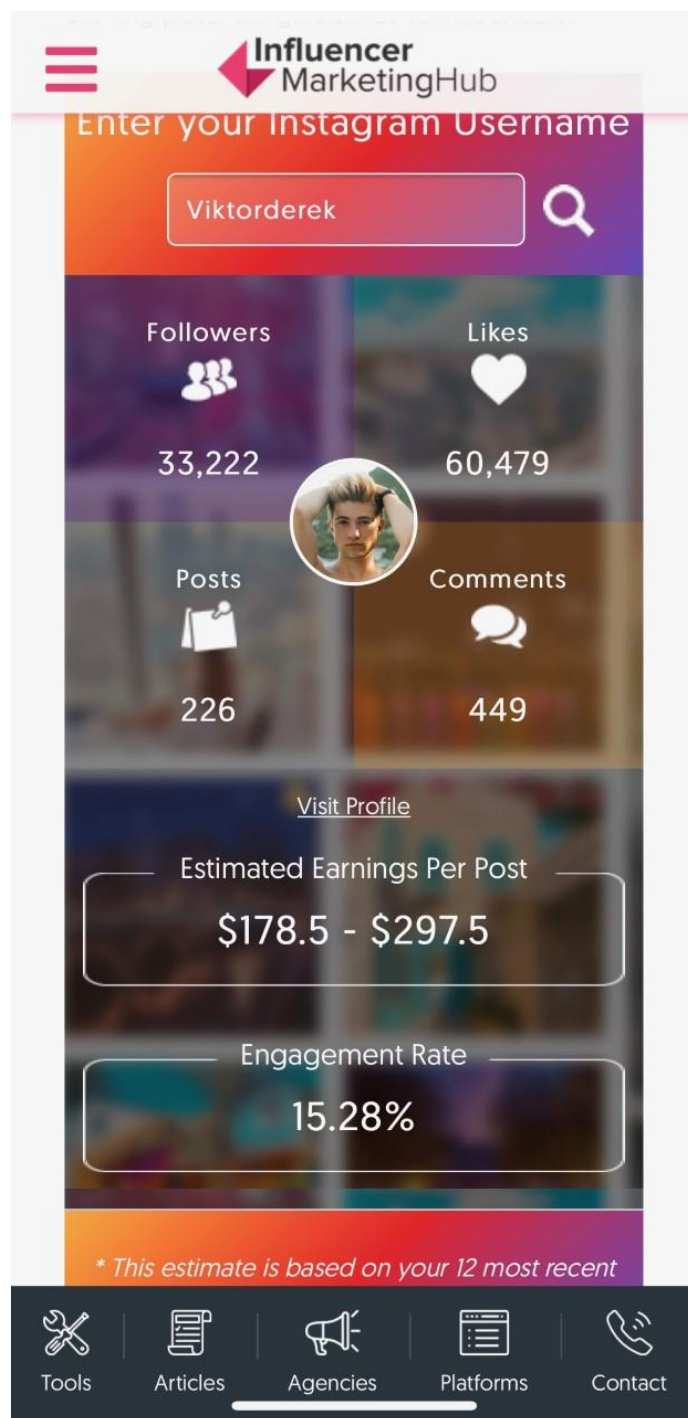 Influencer
MarketingHub
Enter your Instagram Username
Viktorderek
Followers
Likes
33,222
60,479
Posts
Comments
226
449
Visit Profile
Estimated Earnings Per Post
$178.5 - $297.5
Engagement Rate
15.28%
* This estimate is based on your 12 most recent
Tools
Articles
Agencies
Platforms
Contact